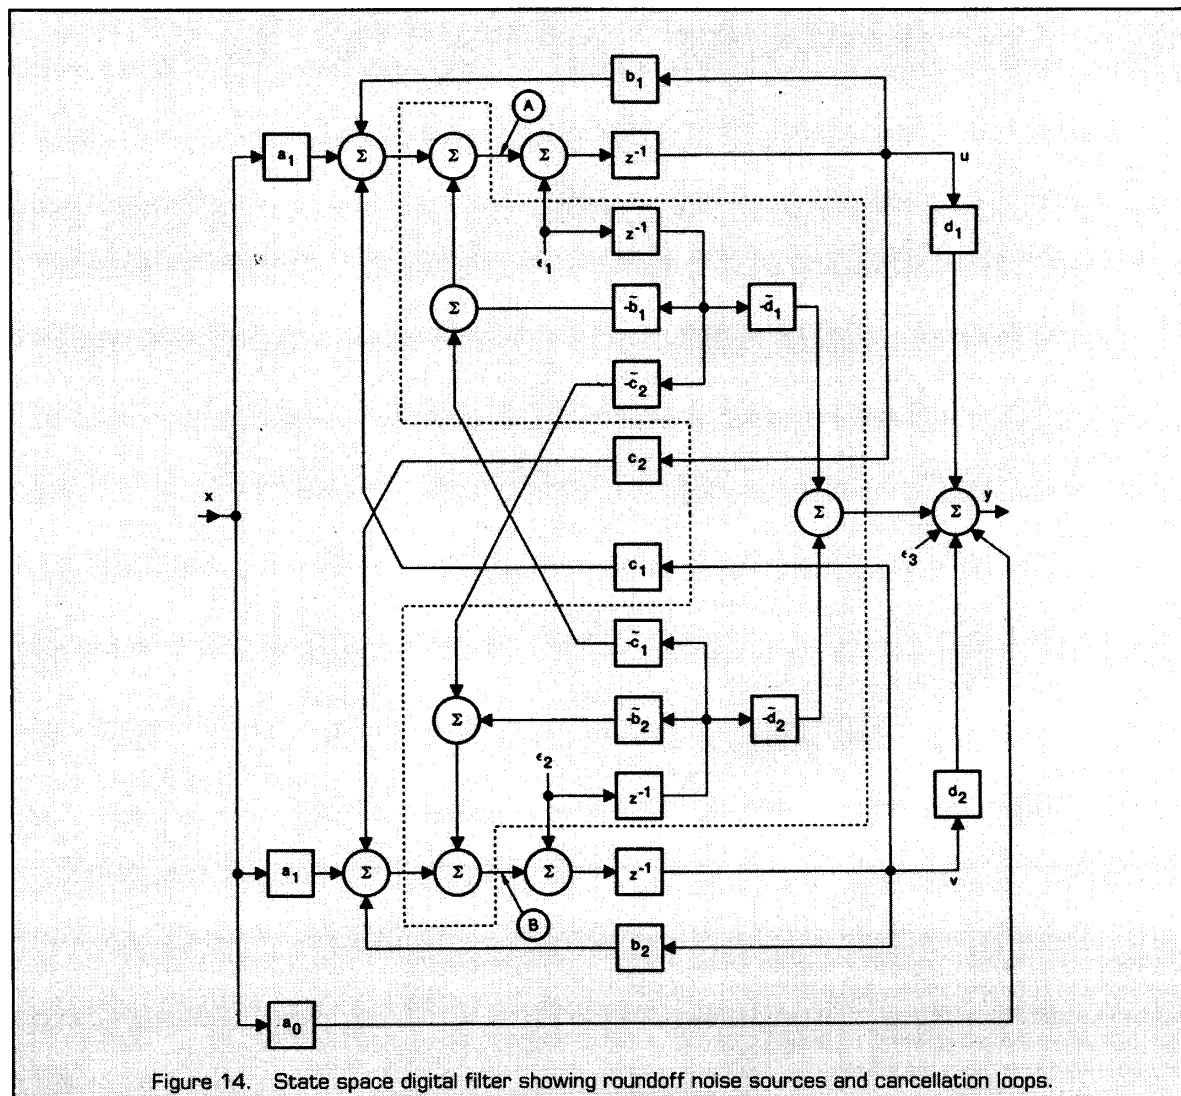 b₁
A
a₁ Σ Σ Σ z⁻¹ u
z⁻¹ d₁
ϵ₁
Σ -b̃₁ -d̃₁
-c̃₂
c₂
x Σ Σ y
ϵ₃
c₁
-c̃₁
Σ -b̃₂ -d̃₂
ϵ₂
z⁻¹ d₂
a₁ Σ Σ Σ z⁻¹ v
B
b₂
a₀
Figure 14. State space digital filter showing roundoff noise sources and cancellation loops.